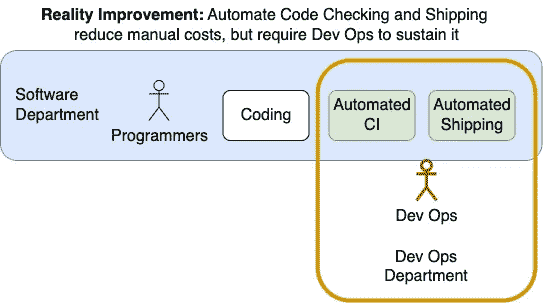 Reality Improvement: Automate Code Checking and Shipping
reduce manual costs, but require Dev Ops to sustain it
Software
Department
Programmers
Coding
Automated
CI
Automated
Shipping
Dev Ops
Dev Ops
Department